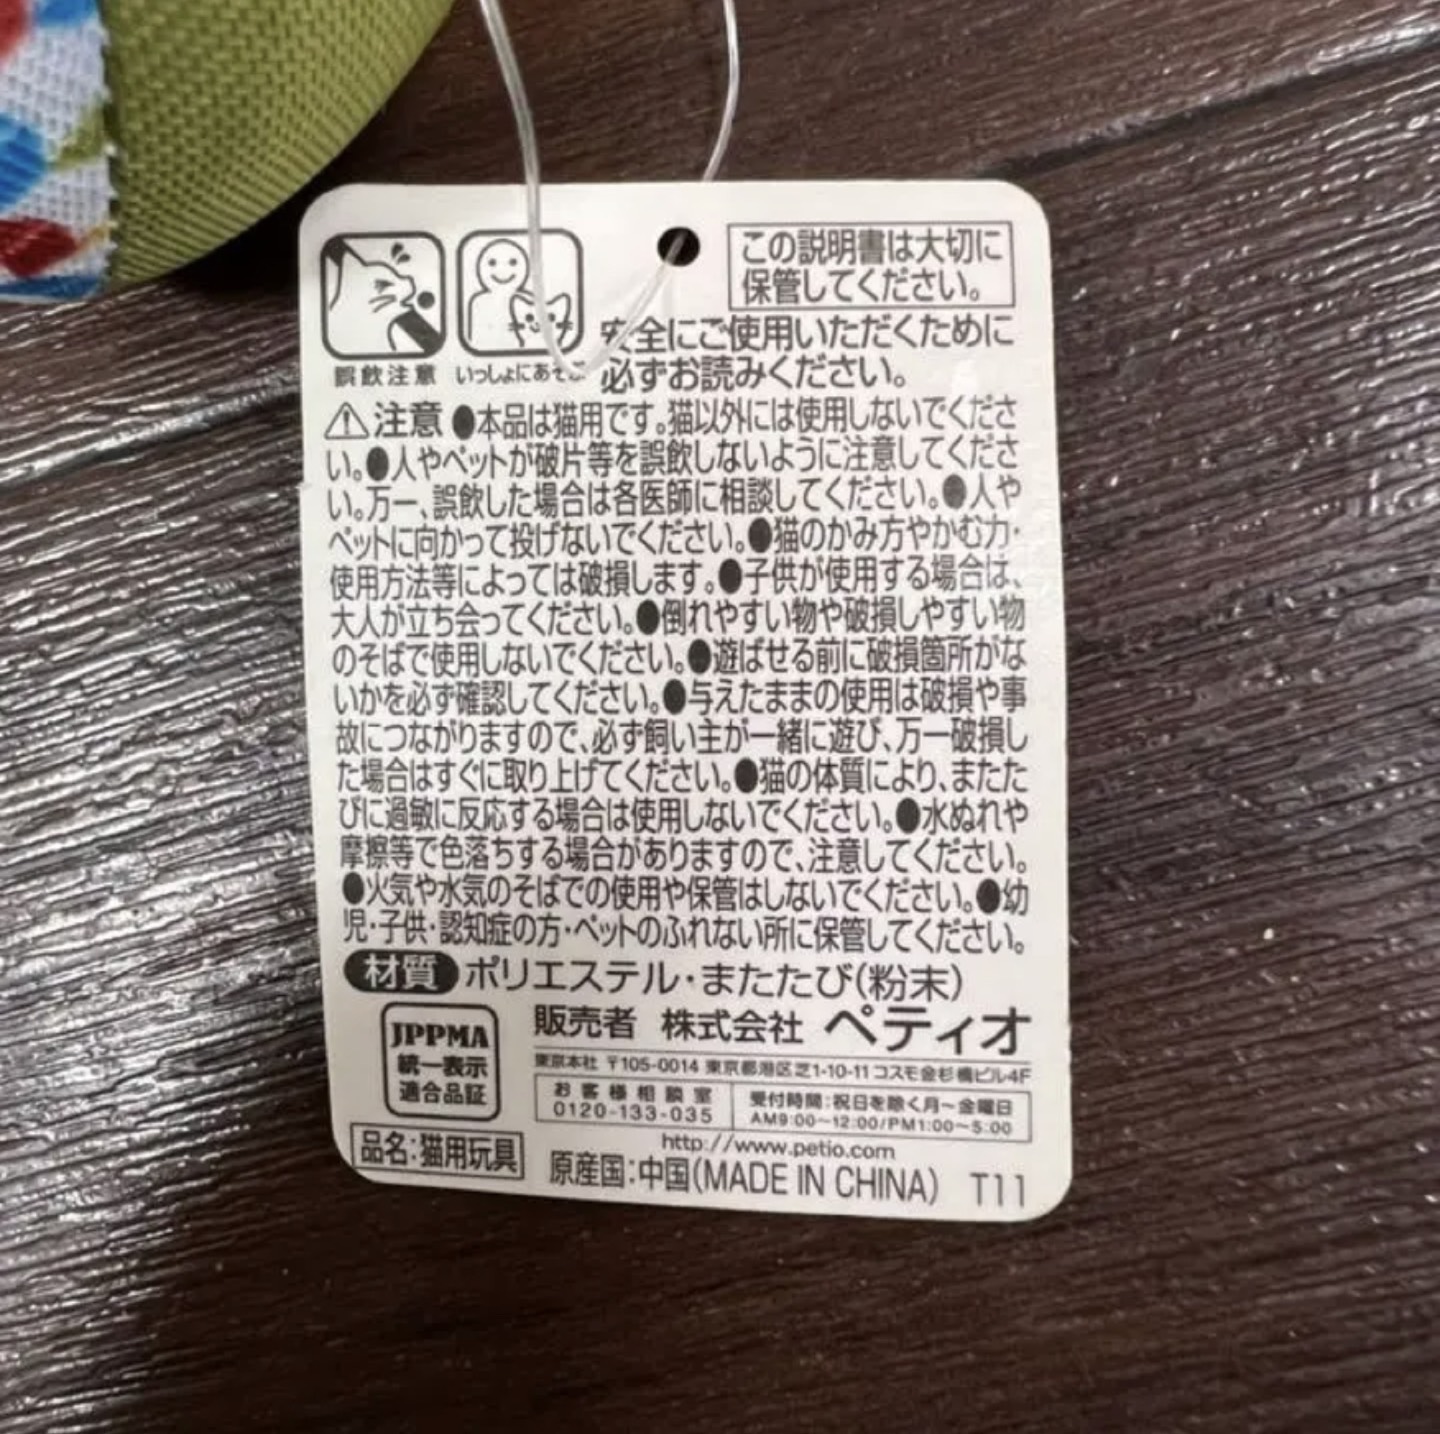 この説明書は大切に
保管してください。
誤飲注意
いっしょにあそぶ
安全にご使用いただくために
必ずお読みください。
⚠注意 ●本品は猫用です。猫以外には使用しないでくださ
い。●人やペットが破片等を誤飲しないように注意してくださ
い。万一、誤飲した場合は各医師に相談してください。●人や
ペットに向かって投げないでください。●猫のかみ方やかむ力・
使用方法等によっては破損します。●子供が使用する場合は、
大人が立ち会ってください。●倒れやすい物や破損しやすい物
のそばで使用しないでください。●遊ばせる前に破損箇所がな
いかを必ず確認してください。●与えたままの使用は破損や事
故につながりますので、必ず飼い主が一緒に遊び、万一破損し
た場合はすぐに取り上げてください。●猫の体質により、またた
びに過敏に反応する場合は使用しないでください。●水ぬれや
摩擦等で色落ちする場合がありますので、注意してください。
●火気や水気のそばでの使用や保管はしないでください。●幼
児・子供・認知症の方・ペットのふれない所に保管してください。
材質 ポリエステル・またたび(粉末)
JPPMA
統一表示
適合品証
販売者 株式会社 ペティオ
東京本社 〒105-0014 東京都港区芝1-10-11 コスモ金杉橋ビル4F
お客様相談室
0120-133-035
受付時間:祝日を除く月～金曜日
AM9:00～12:00/PM1:00～5:00
http://www.petio.com
品名:猫用玩具
原産国:中国(MADE IN CHINA) T11